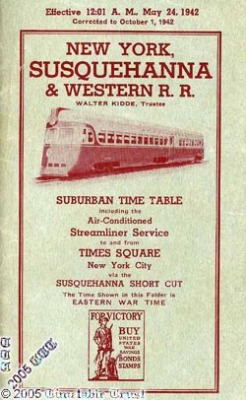 Effective 12:01 A. M., May 24, 1942
Corrected to October 1, 1942
NEW YORK,
SUSQUEHANNA
& WESTERN R. R.
WALTER KIDDE, Trustee
SUBURBAN TIME TABLE
including the
Air-Conditioned
Streamliner Service
to and from
TIMES SQUARE
New York City
via the
SUSQUEHANNA SHORT CUT
The Time Shown in this Folder is
EASTERN WAR TIME
FOR VICTORY
BUY
UNITED
STATES
WAR
SAVINGS
BONDS
STAMPS
2005
© 2005